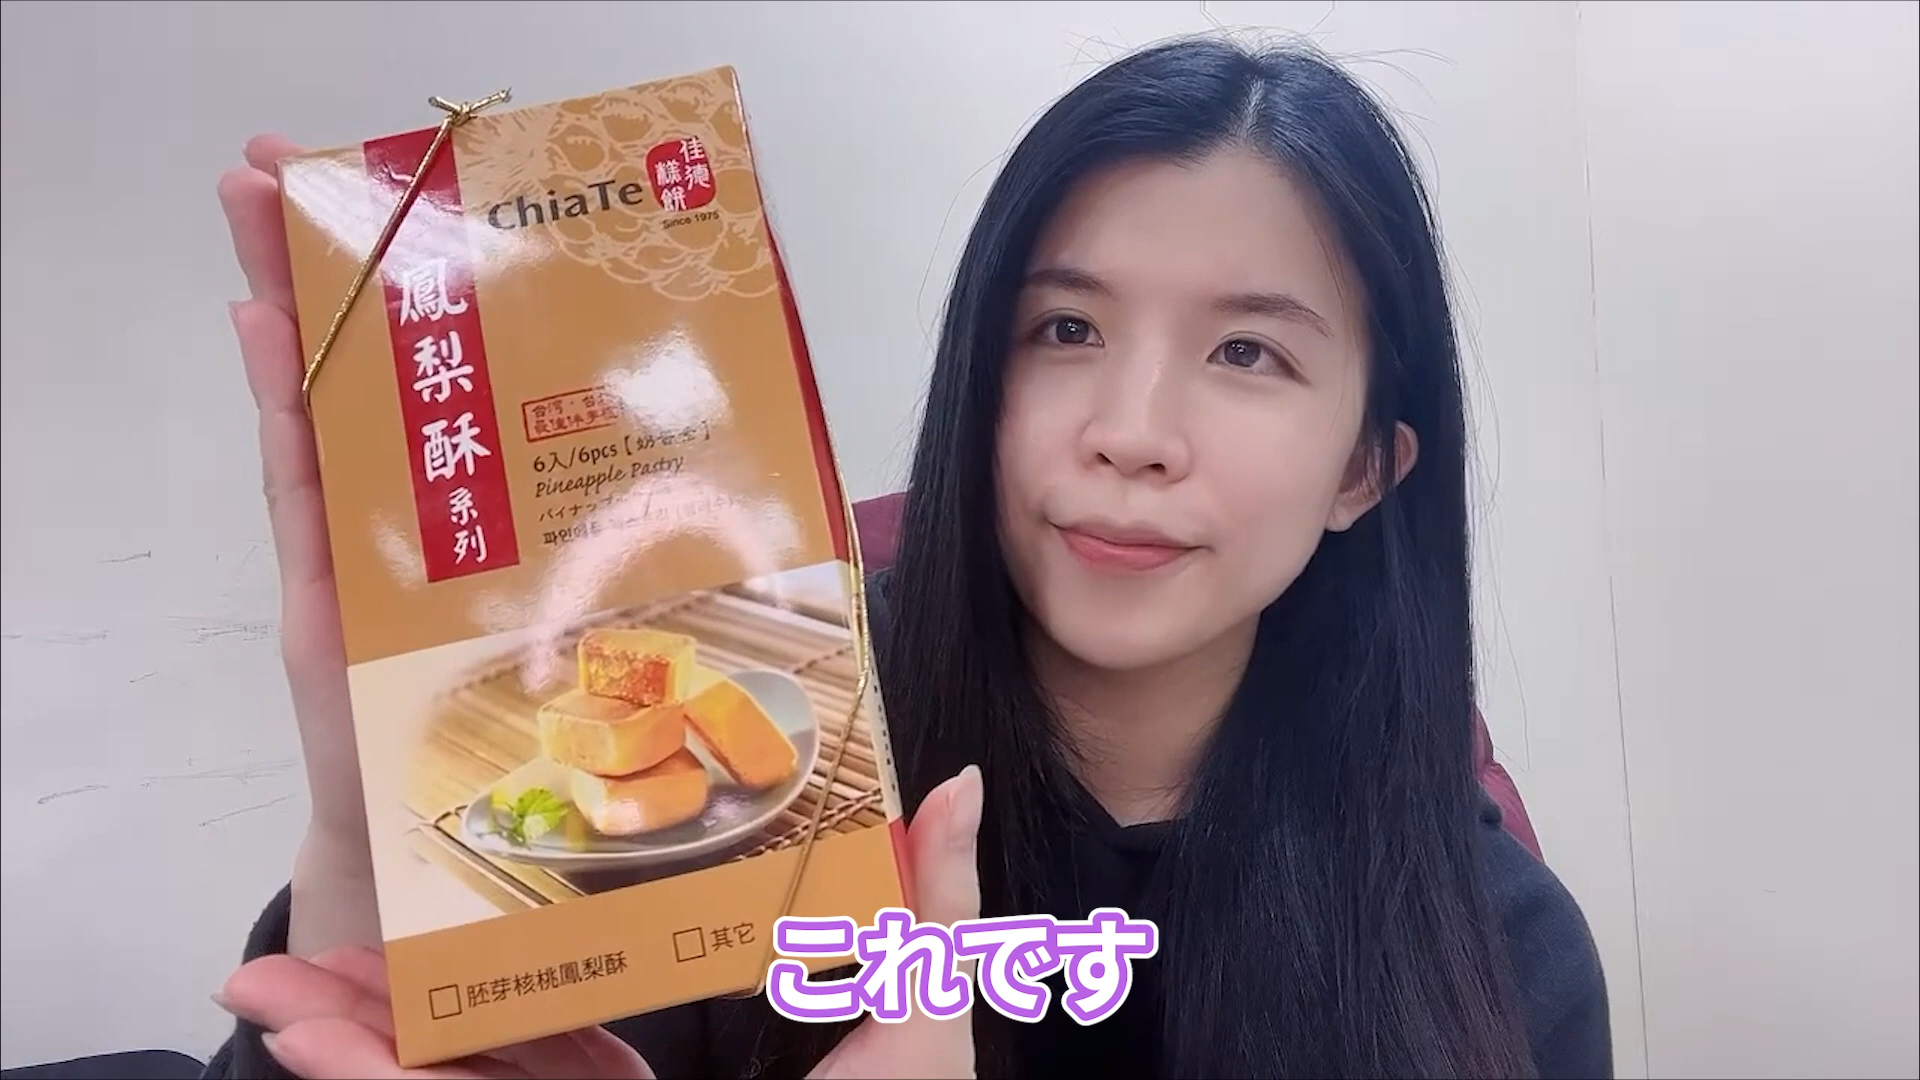 ChiaTe
佳德
糕餅
Since 1975
鳳梨酥系列
6入/6pcs
Pineapple Pastry
胚芽核桃鳳梨酥
其它
これです